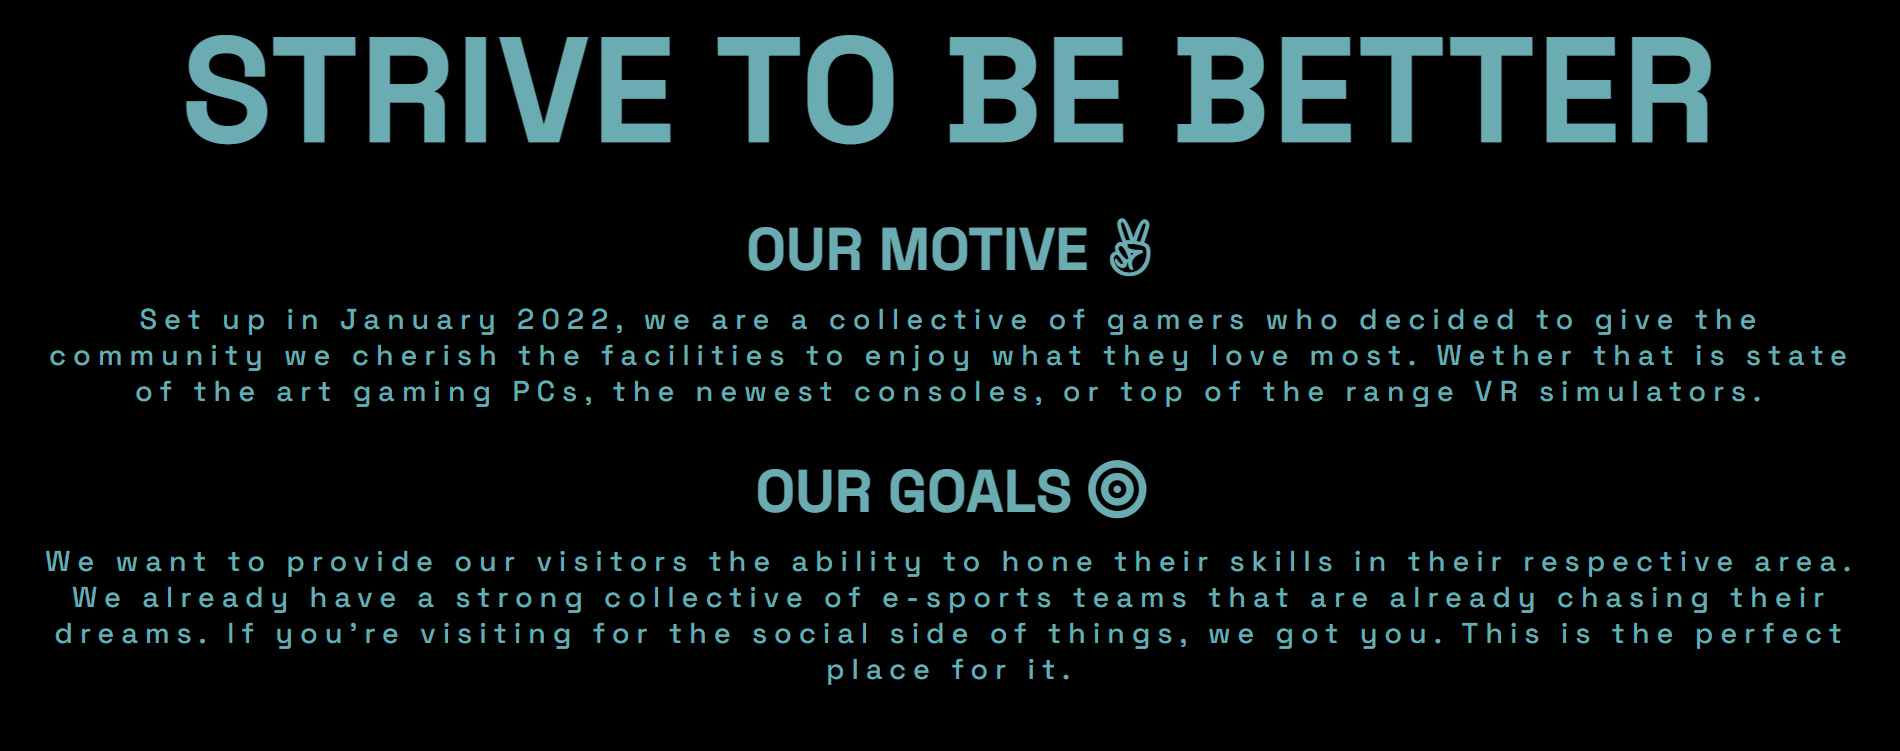 STRIVE TO BE BETTER
OUR MOTIVE ✌
Set up in January 2022, we are a collective of gamers who decided to give the
community we cherish the facilities to enjoy what they love most. Wether that is state
of the art gaming PCs, the newest consoles, or top of the range VR simulators.
OUR GOALS
We want to provide our visitors the ability to hone their skills in their respective area.
We already have a strong collective of e-sports teams that are already chasing their
dreams. If you’re visiting for the social side of things, we got you. This is the perfect
place for it.